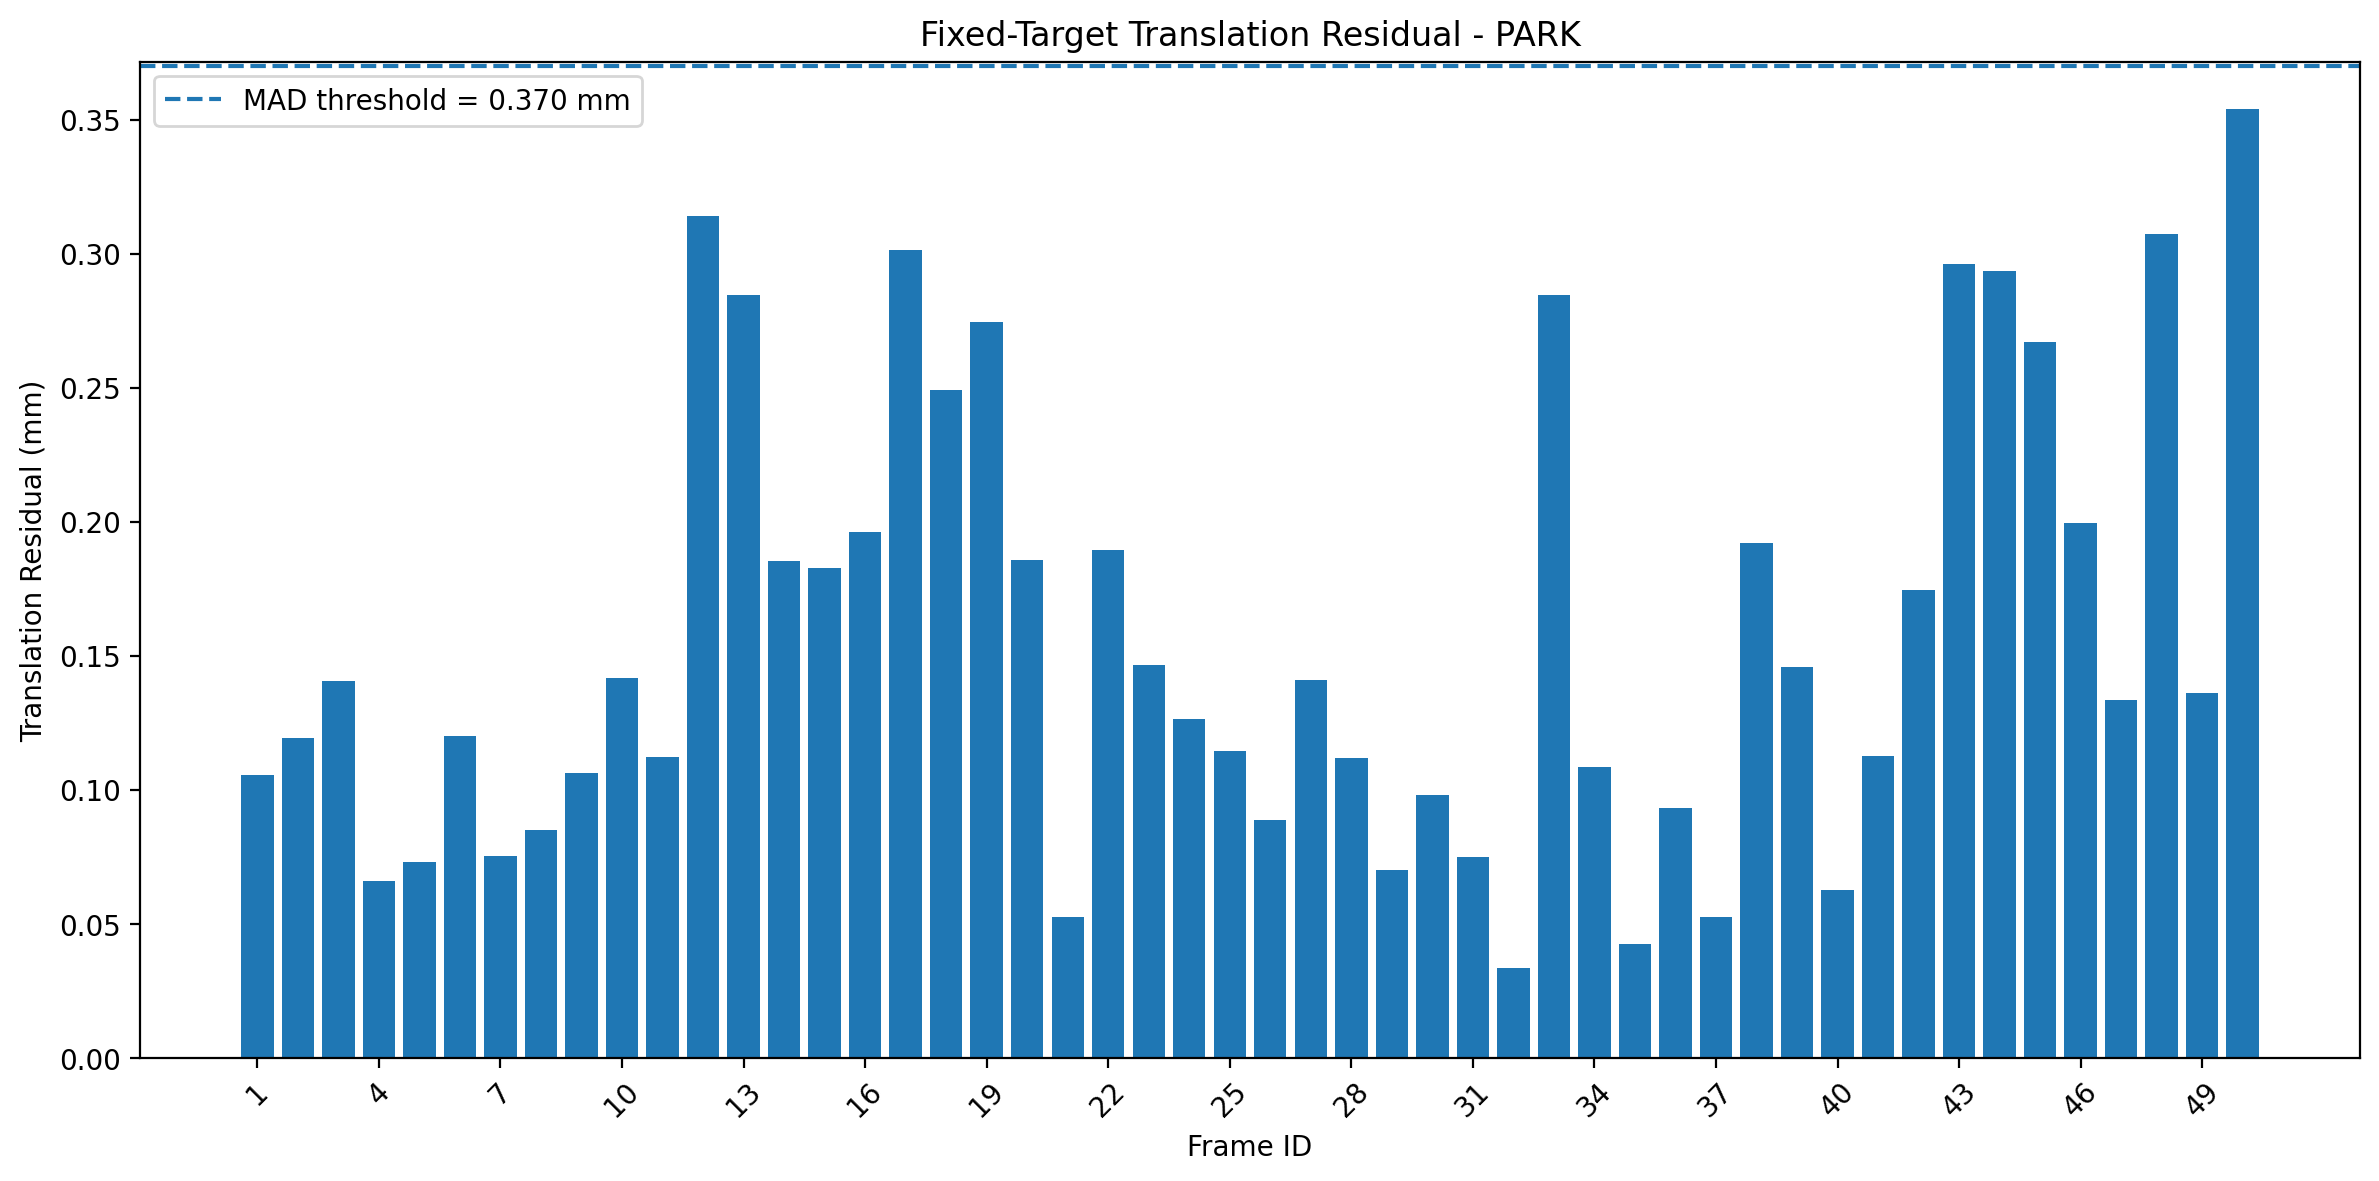 Fixed-Target Translation Residual - PARK
MAD threshold = 0.370 mm
Translation Residual (mm)
0.35
0.30
0.25
0.20
0.15
0.10
0.05
0.00
1 4 7 10 13 16 19 22 25 28 31 34 37 40 43 46 49
Frame ID